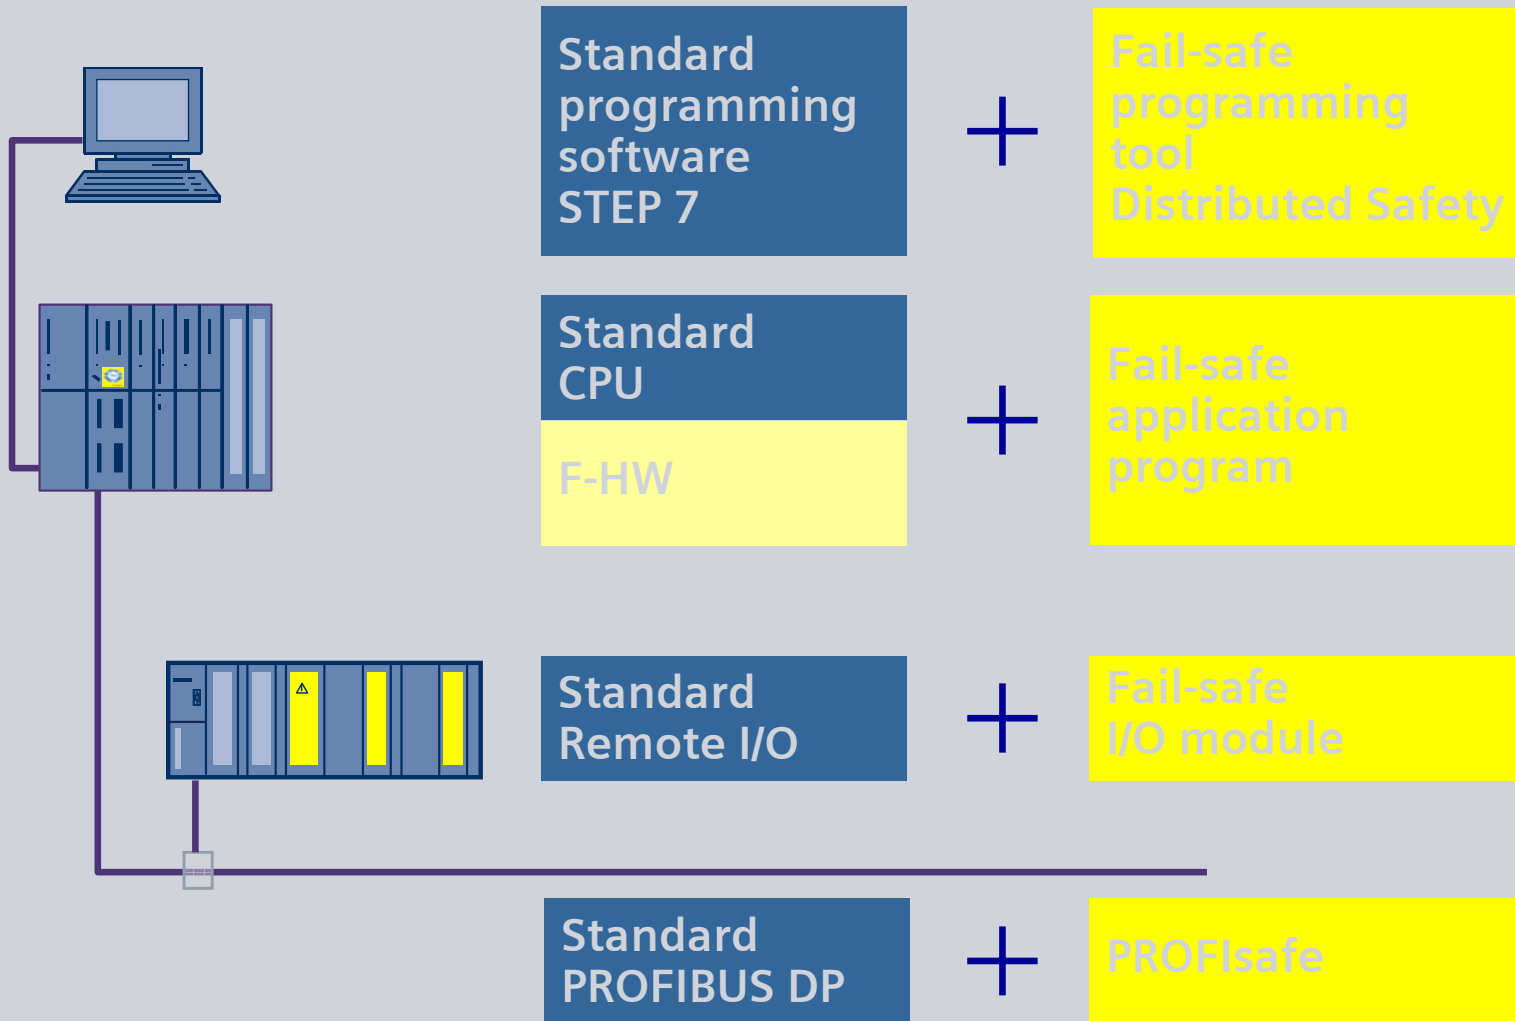 Standard
programming
software
STEP 7
Fail-safe
programming
tool
Distributed Safety
Standard
CPU
F-HW
Fail-safe
application
program
Standard
Remote I/O
Fail-safe
I/O module
Standard
PROFIBUS DP
PROFIsafe